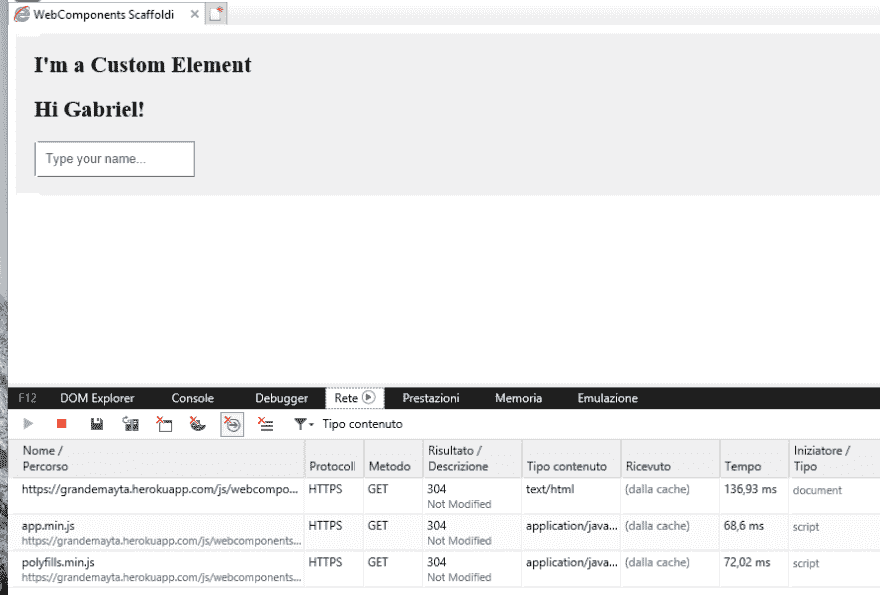 WebComponents Scaffoldi
I'm a Custom Element
Hi Gabriel!
Type your name...
F12 DOM Explorer Console Debugger Rete Prestazioni Memoria Emulazione
Tipo contenuto
Nome / Risultato / Iniziatore /
Percorso Protocoll Metodo Descrizione Tipo contenuto Ricevuto Tempo Tipo
https://grandemayta.herokuapp.com/js/webcompo... HTTPS GET 304 text/html (dalla cache) 136,93 ms document
Not Modified
app.min.js HTTPS GET 304 application/java... (dalla cache) 68,6 ms script
https://grandemayta.herokuapp.com/js/webcomponents... Not Modified
polyfills.min.js HTTPS GET 304 application/java... (dalla cache) 72,02 ms script
https://grandemayta.herokuapp.com/js/webcomponents... Not Modified